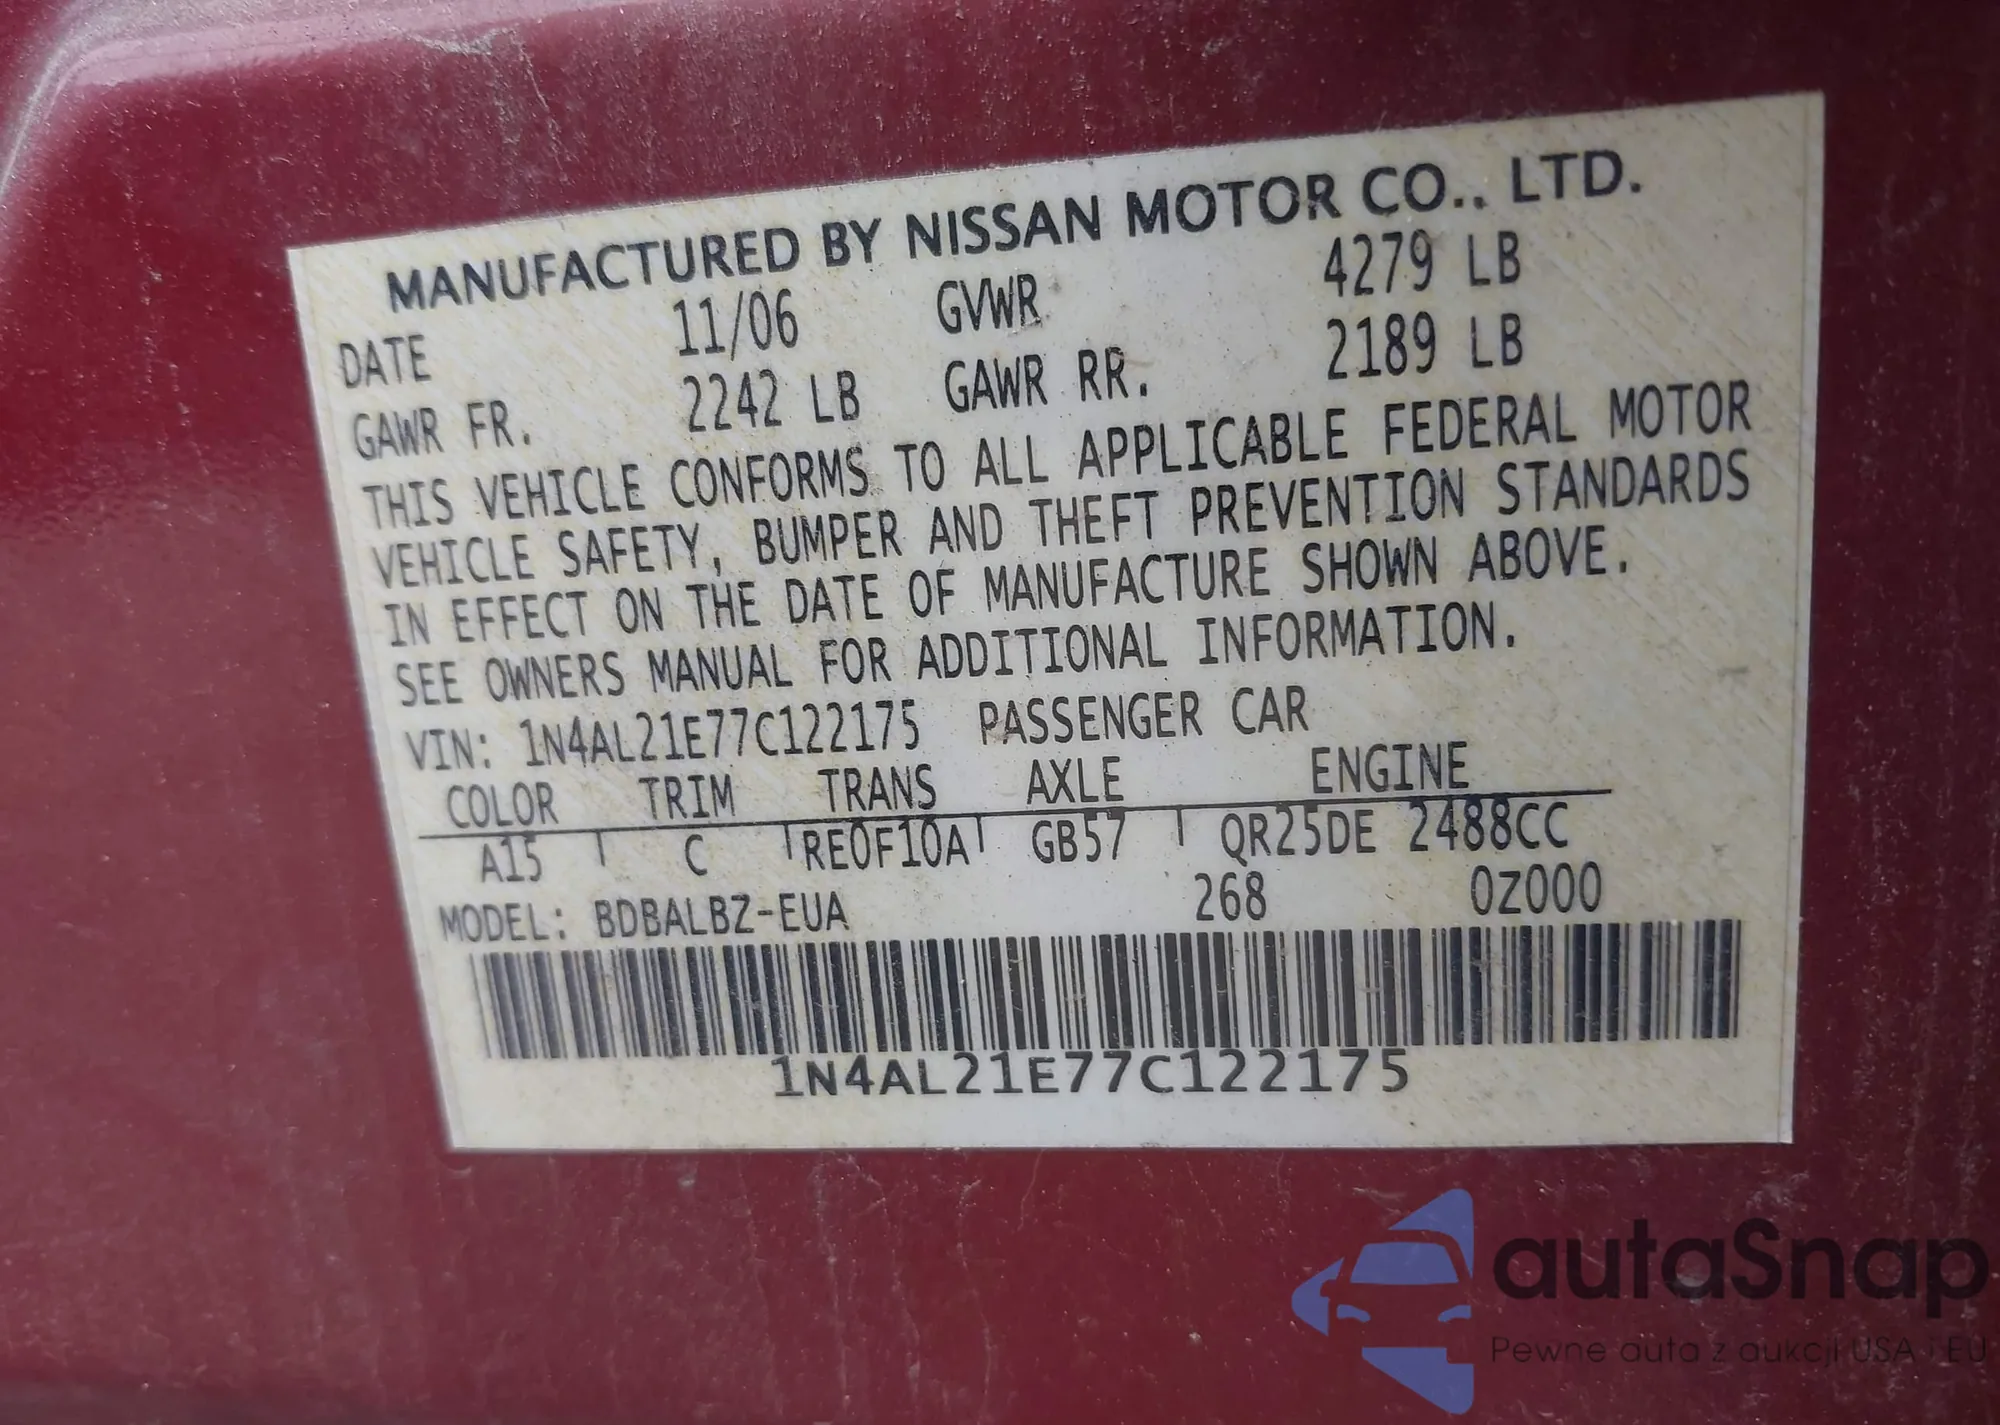 MANUFACTURED BY NISSAN MOTOR CO., LTD.
DATE 11/06 GVWR 4279 LB
GAWR FR. 2242 LB GAWR RR. 2189 LB
THIS VEHICLE CONFORMS TO ALL APPLICABLE FEDERAL MOTOR
VEHICLE SAFETY, BUMPER AND THEFT PREVENTION STANDARDS
IN EFFECT ON THE DATE OF MANUFACTURE SHOWN ABOVE.
SEE OWNERS MANUAL FOR ADDITIONAL INFORMATION.
VIN: 1N4AL21E77C122175 PASSENGER CAR
COLOR TRIM TRANS AXLE ENGINE
A15 C RE0F10A GB57 QR25DE 2488CC
MODEL: BDBALBZ-EUA 268 0Z000
1N4AL21E77C122175
autaSnap
Pewne auta z aukcji USA i EU